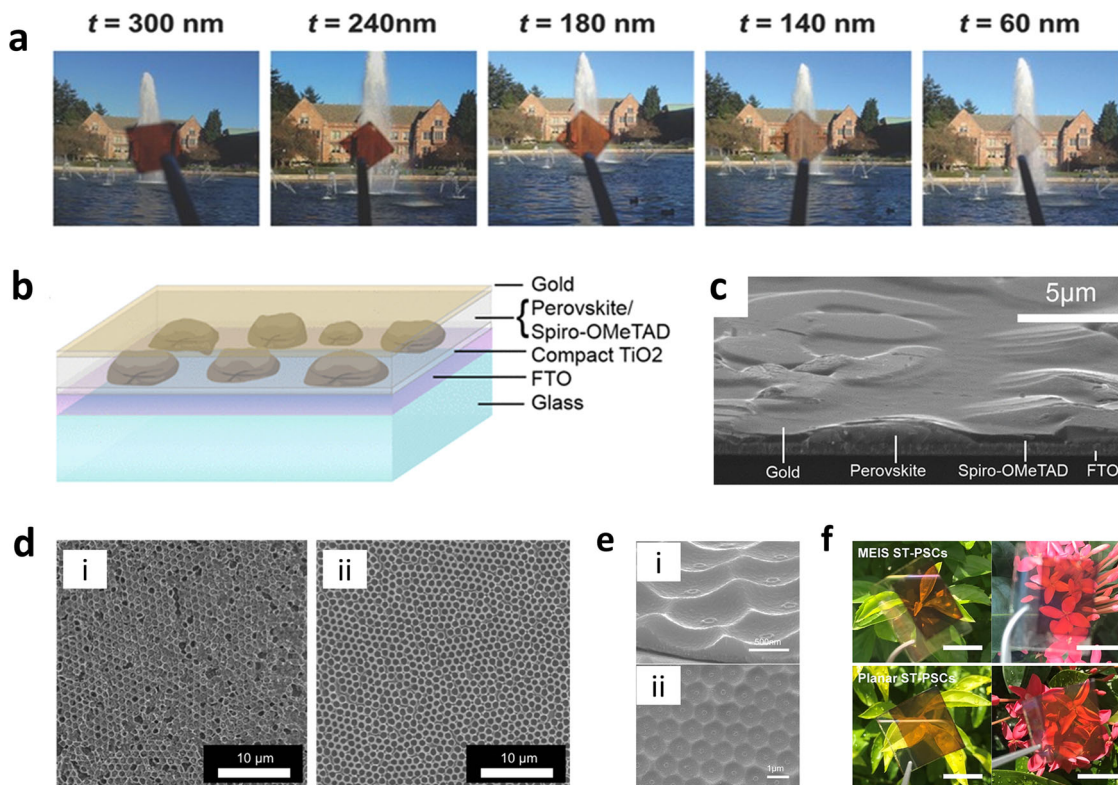 t = 300 nm
t = 240nm
t = 180 nm
t = 140 nm
t = 60 nm
a
b
Gold
Perovskite/
Spiro-OMeTAD
Compact TiO2
FTO
Glass
c
5μm
Gold
Perovskite
Spiro-OMeTAD
FTO
d
i
10 μm
ii
10 μm
e
i
500nm
ii
1μm
f
MEIS ST-PSCs
Planar ST-PSCs